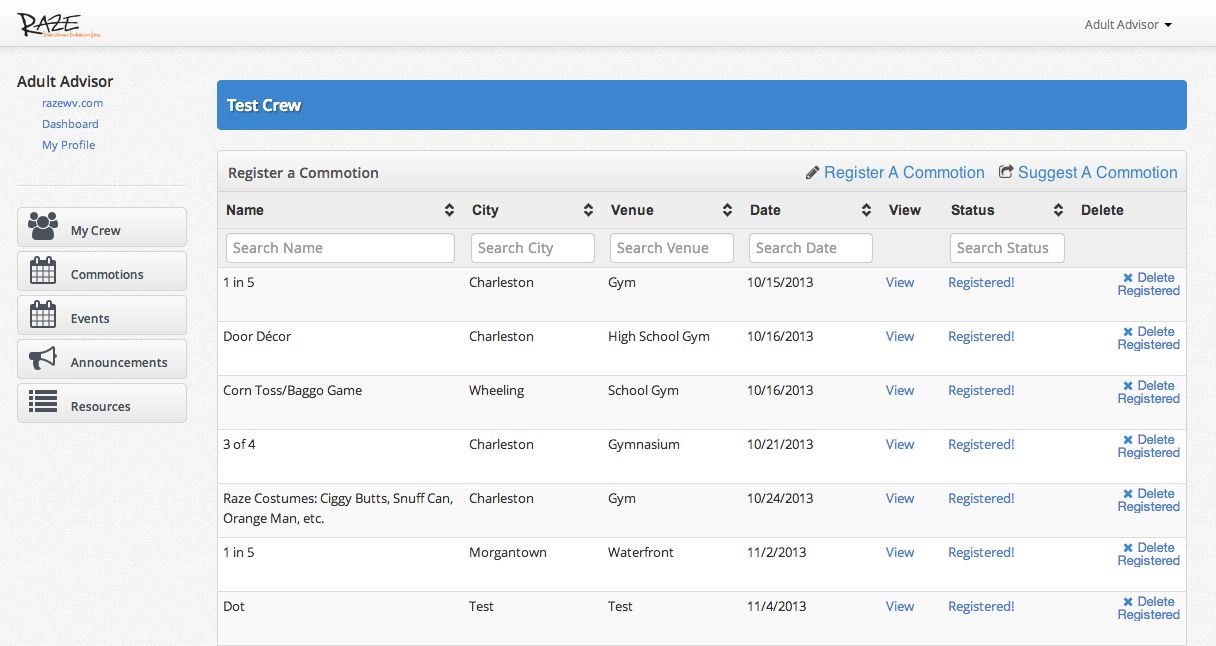 RAZE
Adult Advisor
Adult Advisor
razewv.com
Dashboard
My Profile
My Crew
Commotions
Events
Announcements
Resources
Test Crew
Register a Commotion
Register A Commotion
Suggest A Commotion
Name City Venue Date View Status Delete
Search Name Search City Search Venue Search Date Search Status
1 in 5 Charleston Gym 10/15/2013 View Registered! Delete
Registered
Door Décor Charleston High School Gym 10/16/2013 View Registered! Delete
Registered
Corn Toss/Baggo Game Wheeling School Gym 10/16/2013 View Registered! Delete
Registered
3 of 4 Charleston Gymnasium 10/21/2013 View Registered! Delete
Registered
Raze Costumes: Ciggy Butts, Snuff Can, Charleston Gym 10/24/2013 View Registered! Delete
Orange Man, etc. Registered
1 in 5 Morgantown Waterfront 11/2/2013 View Registered! Delete
Registered
Dot Test Test 11/4/2013 View Registered! Delete
Registered